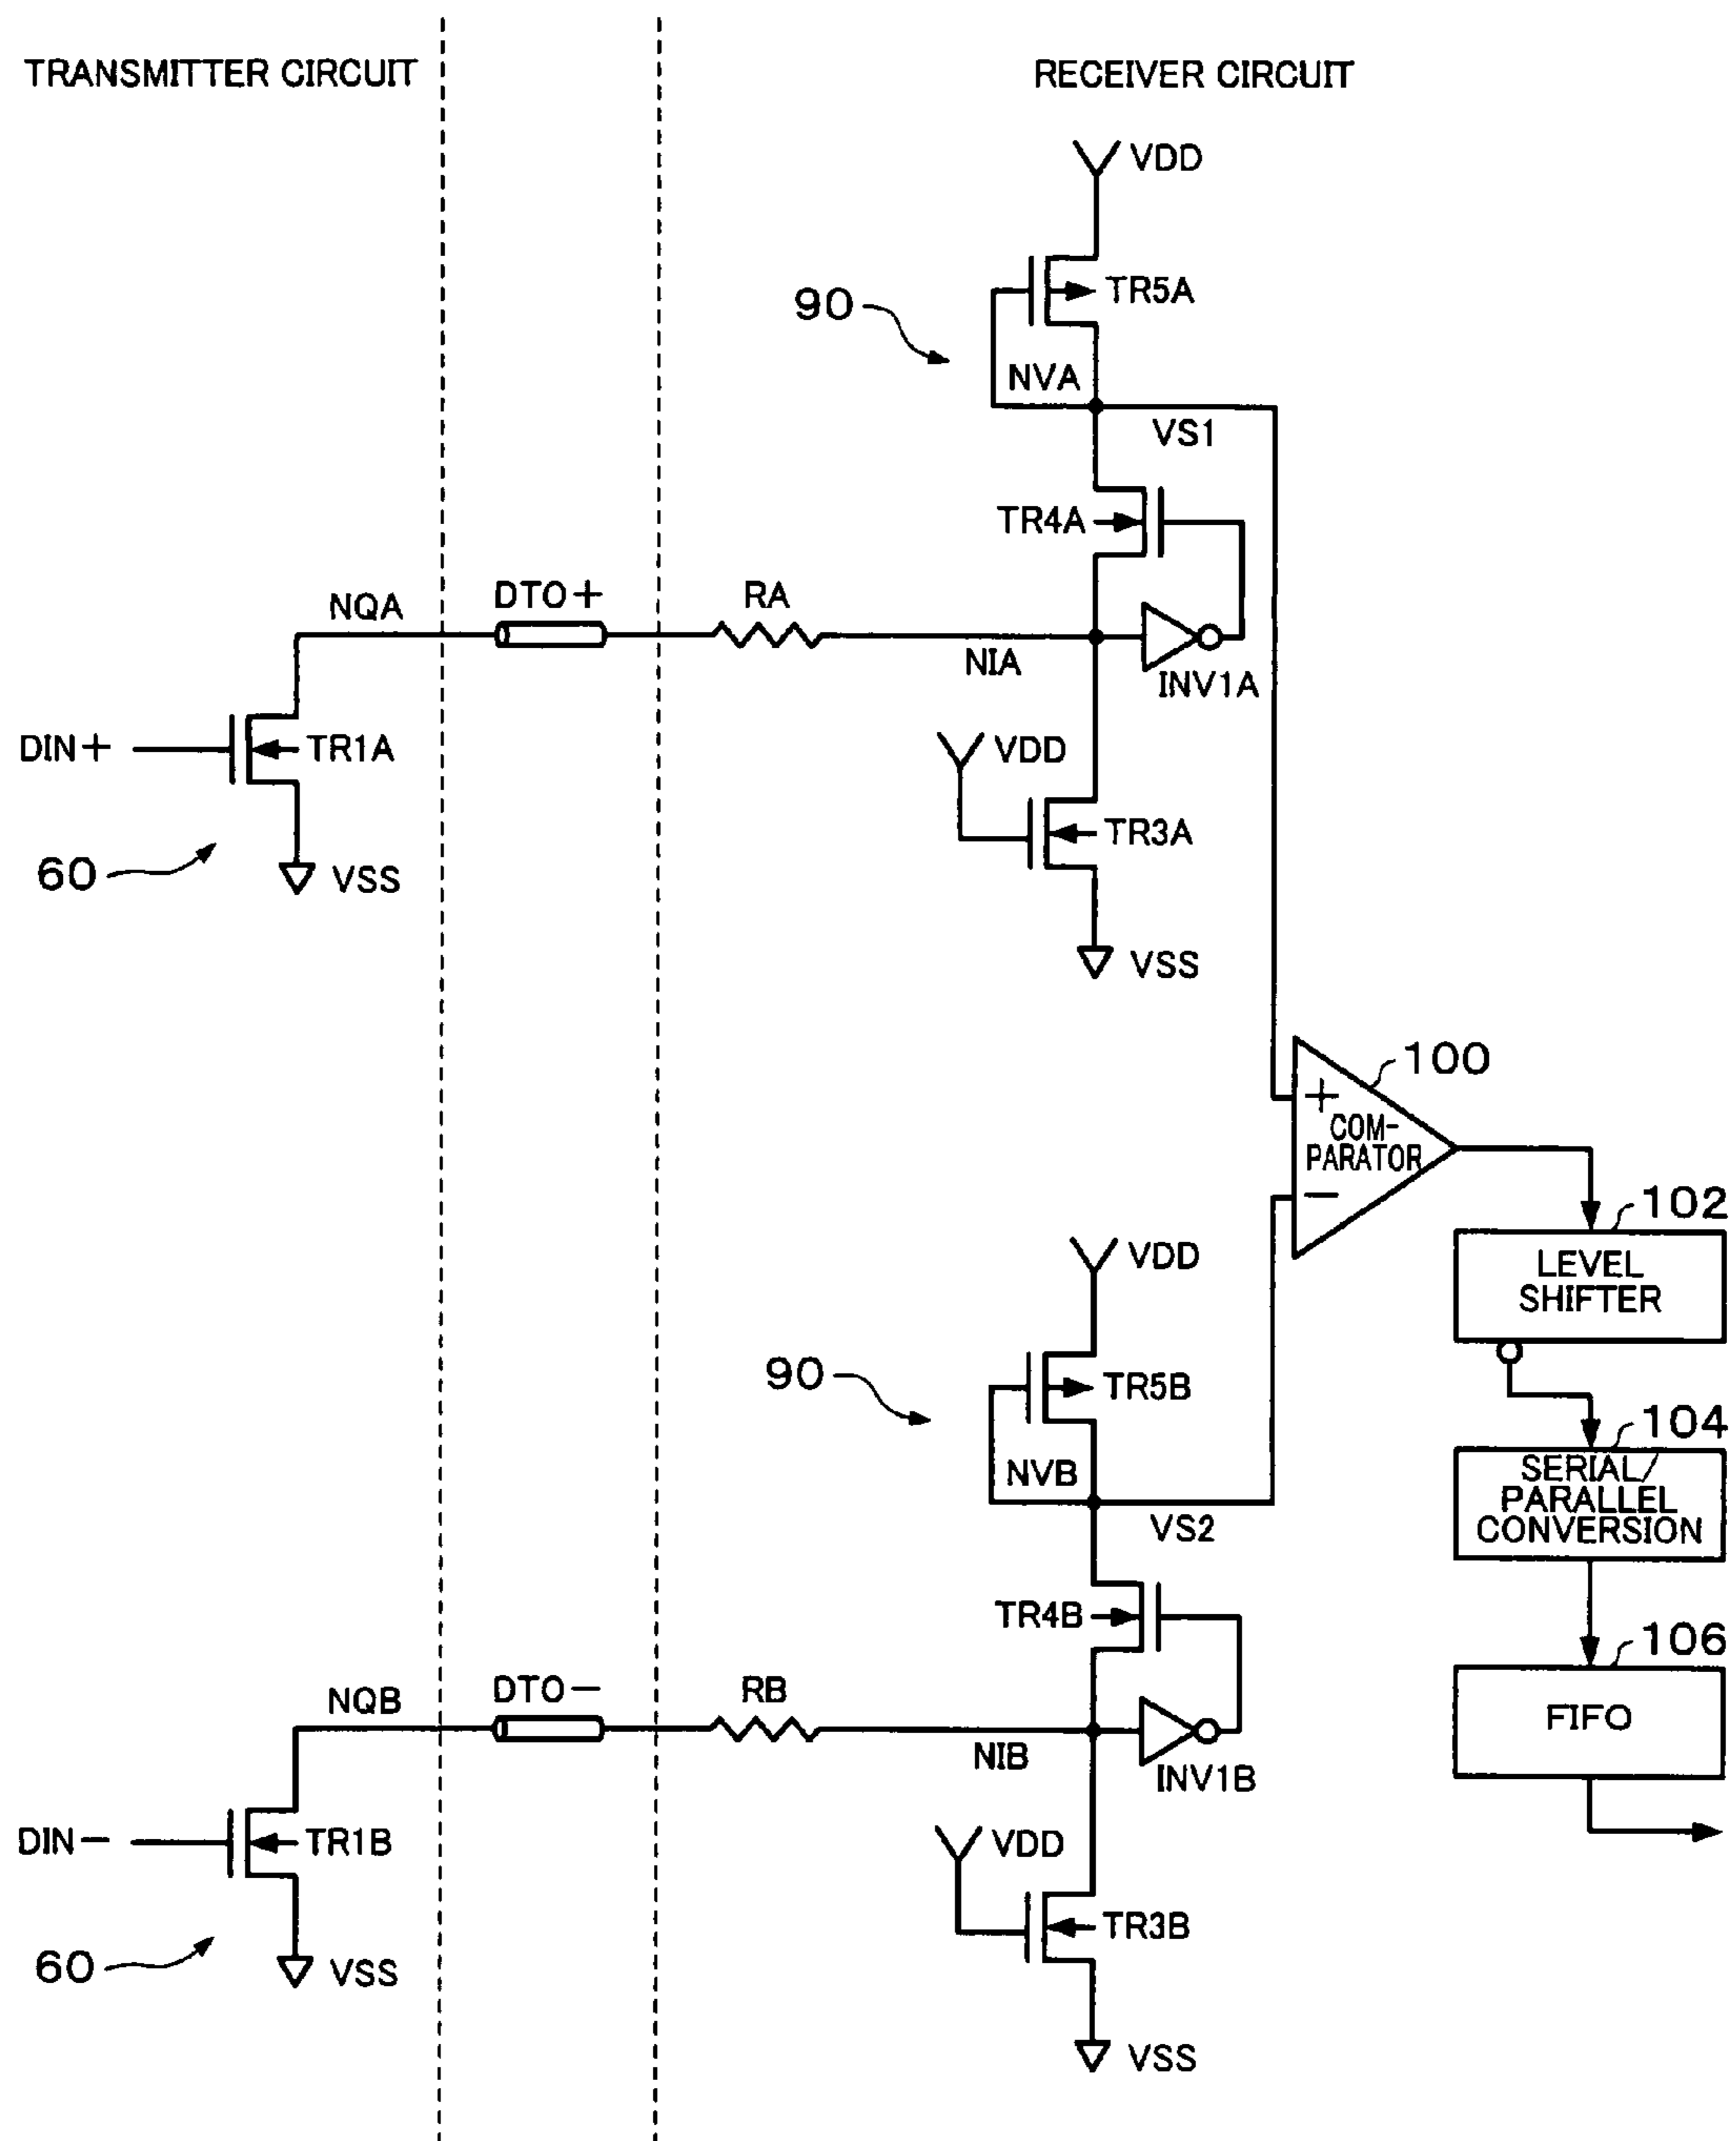 TRANSMITTER CIRCUIT
RECEIVER CIRCUIT
VDD
TR5A
90
NVA
VS1
TR4A
NQA
DTO+
RA
NIA
INV1A
DIN+
TR1A
VDD
TR3A
60
VSS
VSS
100
+
COM-
PARATOR
−
102
LEVEL
SHIFTER
VDD
90
TR5B
104
SERIAL/
PARALLEL
CONVERSION
NVB
VS2
TR4B
106
FIFO
NQB
DTO−
RB
NIB
INV1B
DIN−
TR1B
VDD
TR3B
60
VSS
VSS